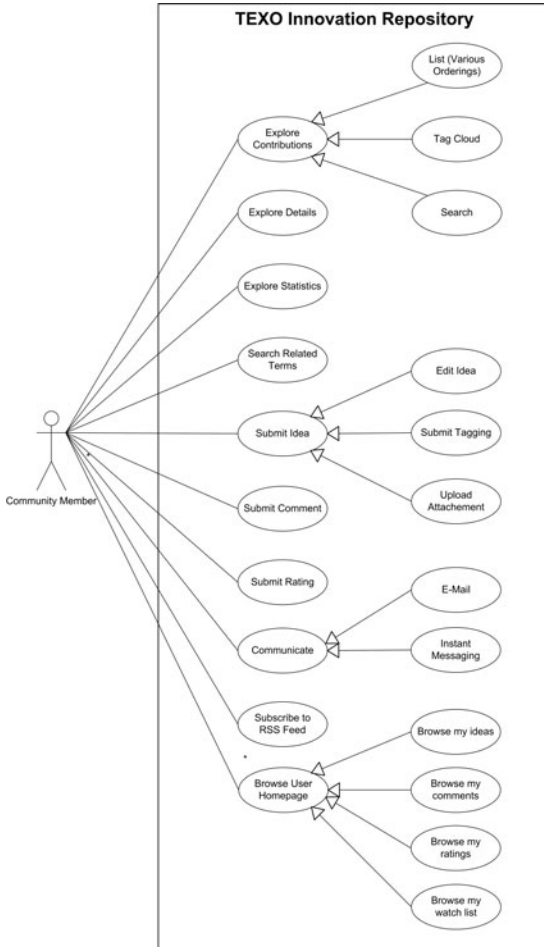 TEXO Innovation Repository
List (Various
Orderings)
Explore
Contributions
Tag Cloud
Search
Explore Details
Explore Statistics
Search Related
Terms
Edit Idea
Submit Idea
Submit Tagging
Community Member
Upload
Attachement
Submit Comment
Submit Rating
E-Mail
Communicate
Instant
Messaging
Subscribe to
RSS Feed
Browse my ideas
Browse User
Homepage
Browse my
comments
Browse my
ratings
Browse my
watch list